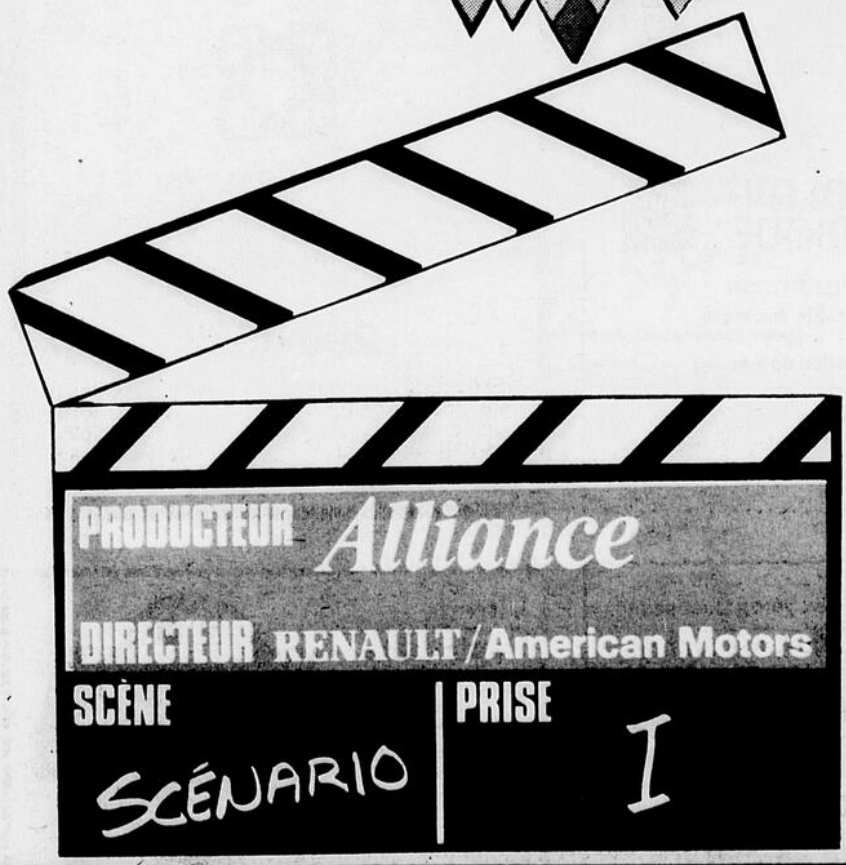 PRODUCTEUR Alliance
DIRECTEUR RENAULT/American Motors
SCÈNE
SCÉNARIO
PRISE
I